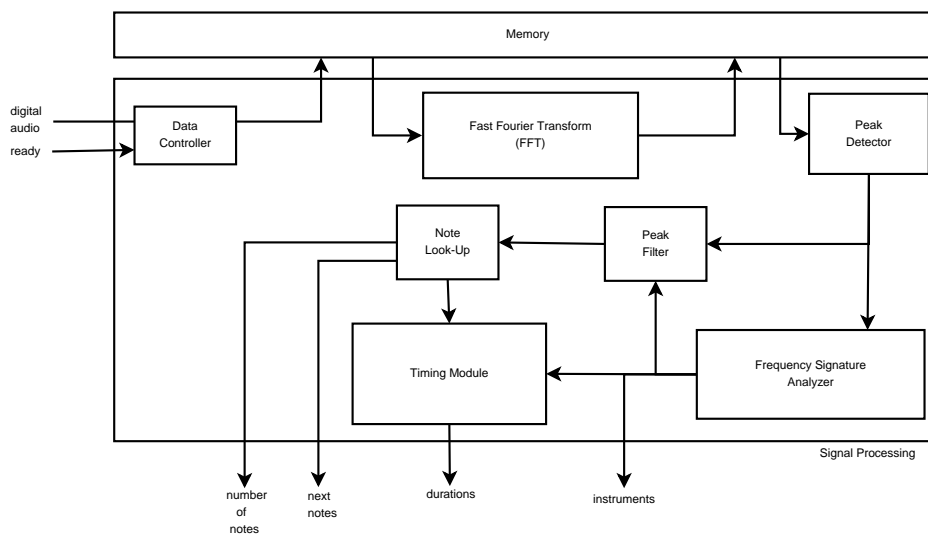 Memory
digital
audio
ready
Data
Controller
Fast Fourier Transform
(FFT)
Peak
Detector
Note
Look-Up
Peak
Filter
Timing Module
Frequency Signature
Analyzer
Signal Processing
number
of
notes
next
notes
durations
instruments